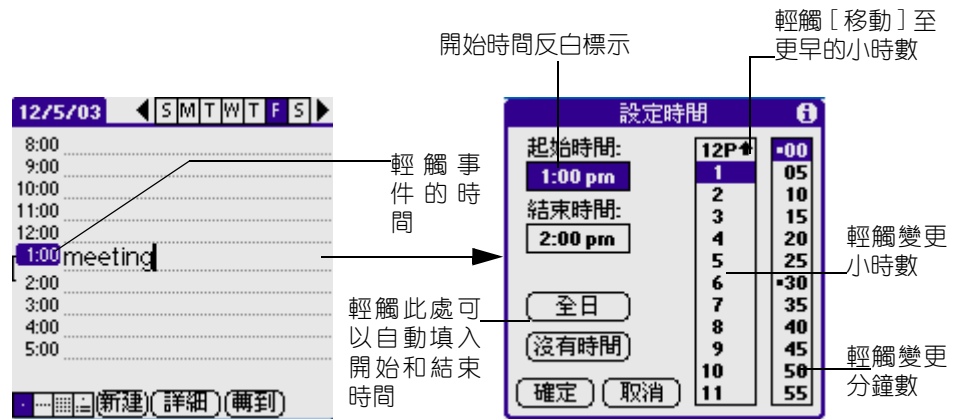 輕觸[移動]至
更早的小時數
開始時間反白標示
12/5/03 S M T W T F S
8:00
9:00
10:00
11:00
12:00
1:00 meeting
2:00
3:00
4:00
5:00
新建 詳細 轉到
輕觸事
件的時
間
設定時間
起始時間:
1:00 pm
結束時間:
2:00 pm
全日
沒有時間
確定 取消
12P
1
2
3
4
5
6
7
8
9
10
11
00
05
10
15
20
25
30
35
40
45
50
55
輕觸此處可
以自動填入
開始和結束
時間
輕觸變更
小時數
輕觸變更
分鐘數